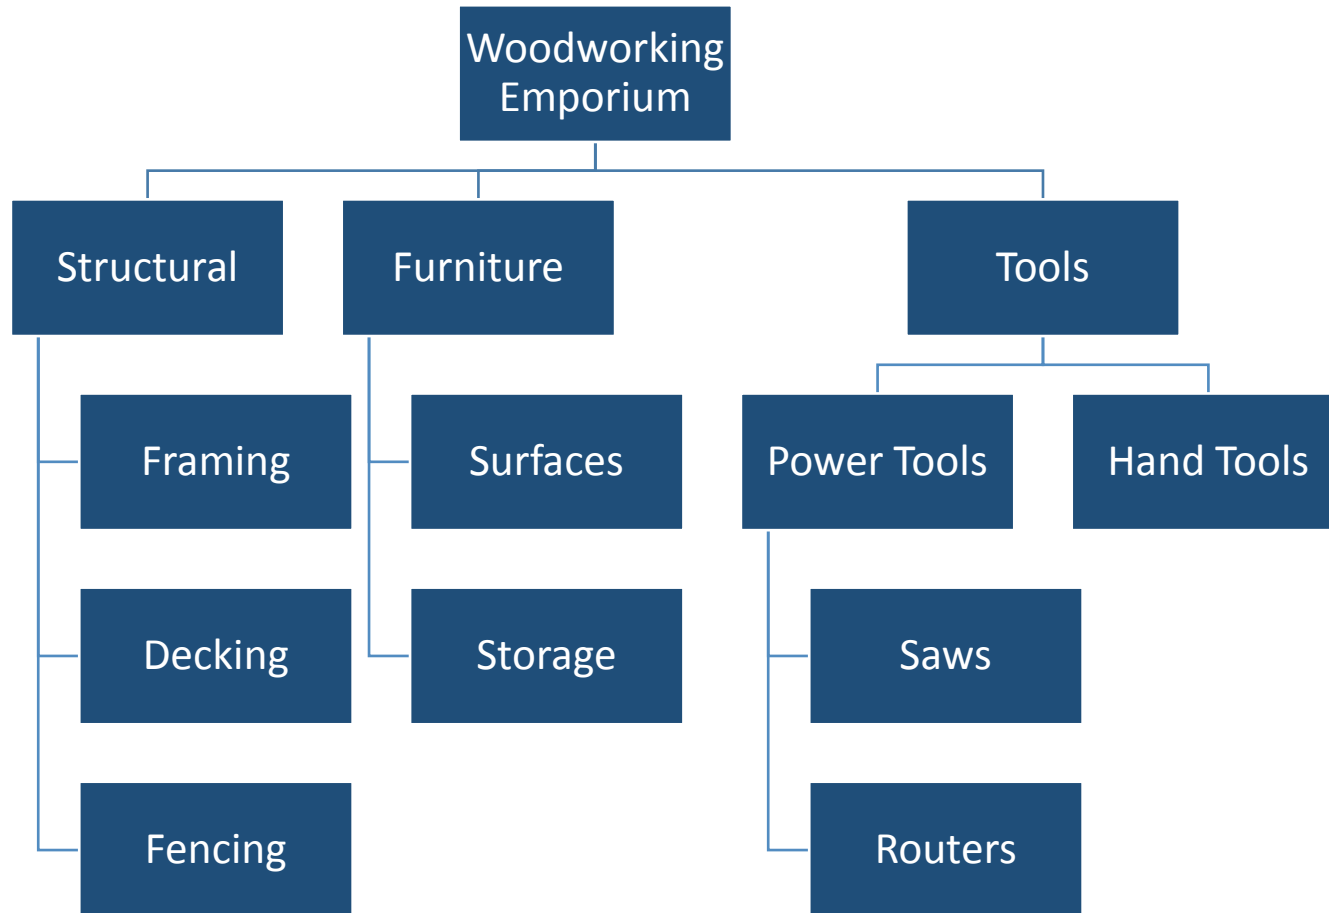 Woodworking
Emporium
Structural
Furniture
Tools
Framing
Surfaces
Power Tools
Hand Tools
Decking
Storage
Saws
Fencing
Routers